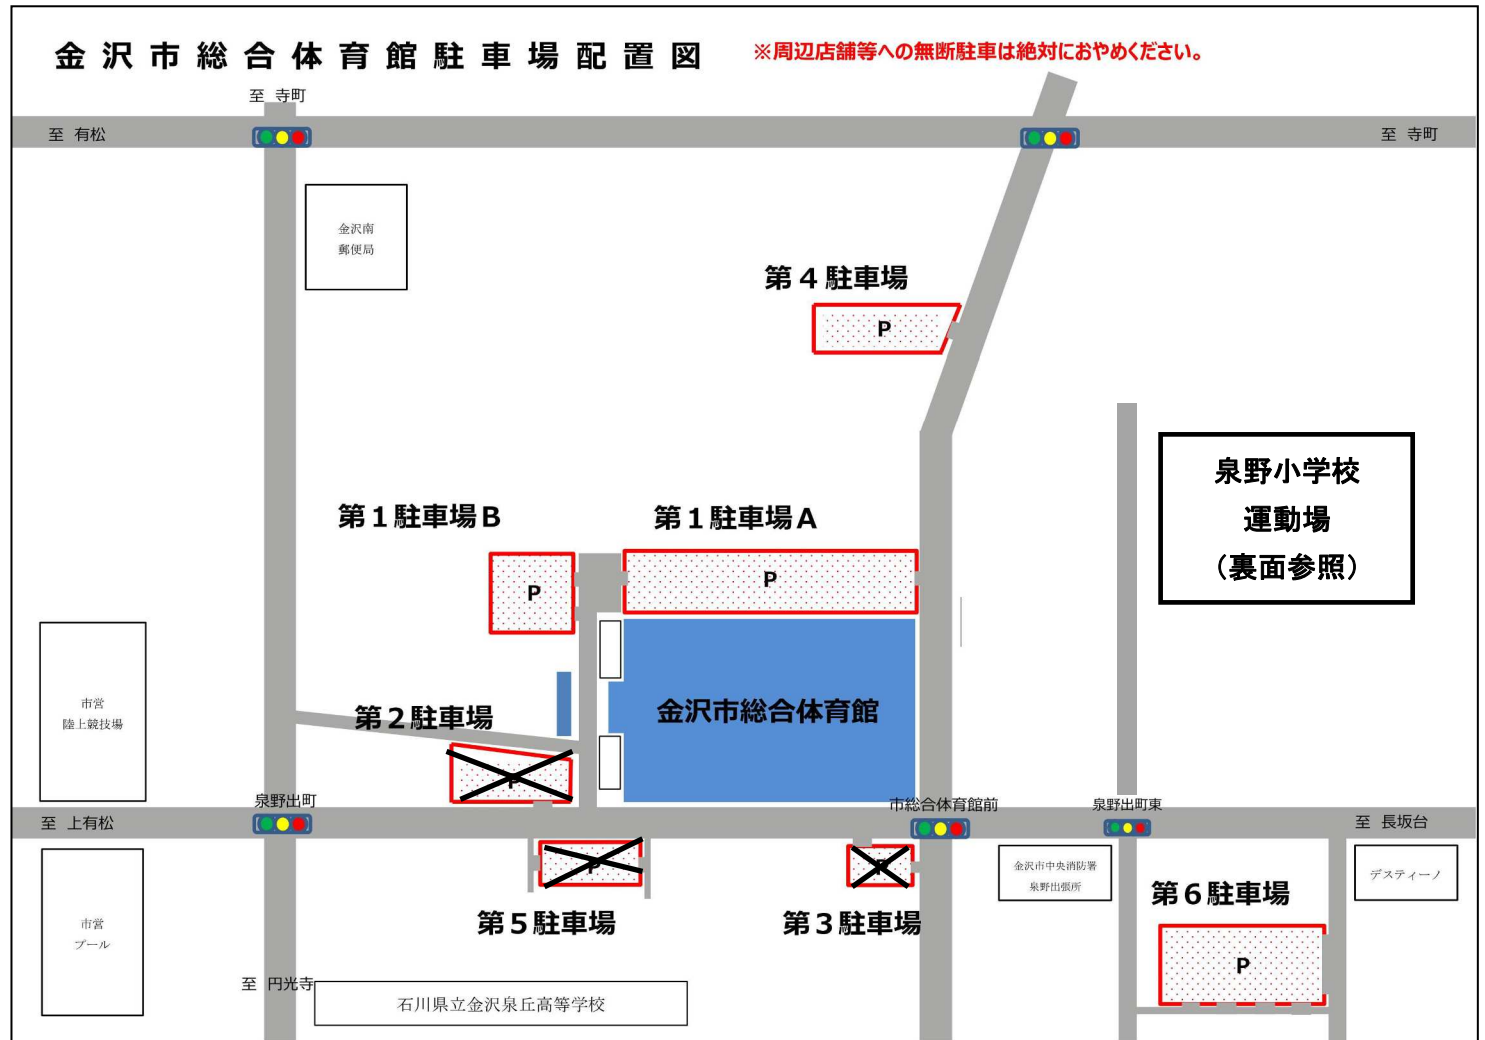 金沢市総合体育館駐車場配置図
※周辺店舗等への無断駐車は絶対におやめください。
至 寺町
至 有松
至 寺町
金沢南
郵便局
第4駐車場
P
泉野小学校
運動場
(裏面参照)
第1駐車場B
第1駐車場A
P
P
市営
陸上競技場
第2駐車場
金沢市総合体育館
P
泉野出町
市総合体育館前
泉野出町東
至 上有松
至 長坂台
P
P
金沢市中央消防署
泉野出張所
デスティーノ
第5駐車場
第3駐車場
第6駐車場
市営
プール
P
至 円光寺
石川県立金沢泉丘高等学校